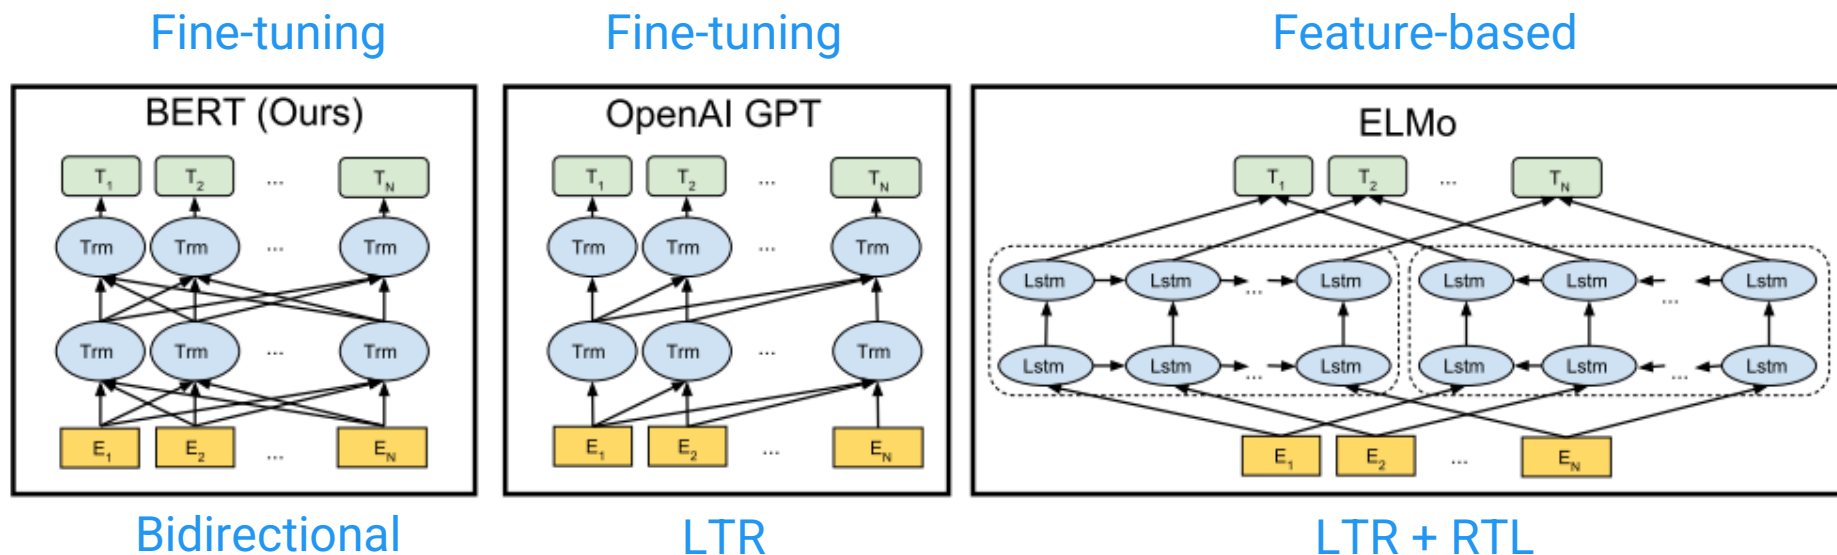 Fine-tuning
Fine-tuning
Feature-based
BERT (Ours)
T1 T2 ... TN
Trm Trm ... Trm
Trm Trm ... Trm
E1 E2 ... EN
OpenAI GPT
T1 T2 ... TN
Trm Trm ... Trm
Trm Trm ... Trm
E1 E2 ... EN
ELMo
T1 T2 ... TN
Lstm Lstm ... Lstm Lstm Lstm ... Lstm
Lstm Lstm ... Lstm Lstm Lstm ... Lstm
E1 E2 ... EN
Bidirectional
LTR
LTR + RTL